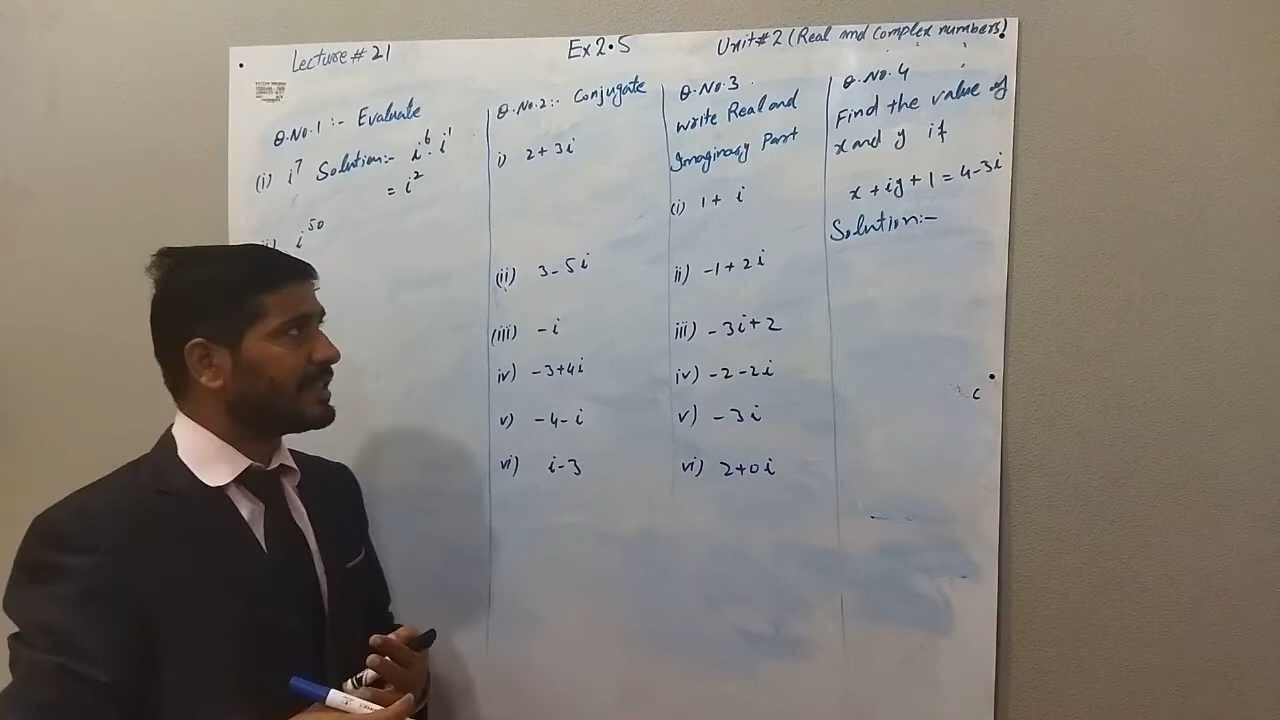 Lecture # 21
Ex 2.5
Unit # 2 (Real and Complex numbers)
Q.No.1 :- Evaluate
(i) i⁷ Solution:- i⁶ · i¹
= i²
i⁵⁰
Q.No.2:- Conjugate
i) 2 + 3i
(ii) 3 - 5i
(iii) - i
iv) -3+4i
v) -4-i
vi) i-3
Q.No.3
Write Real and
Imaginary Part
(i) 1 + i
ii) -1+2i
iii) -3i+2
iv) -2-2i
v) -3i
vi) 2+0i
Q.No.4
Find the value of
x and y if
x + iy + 1 = 4-3i
Solution:-